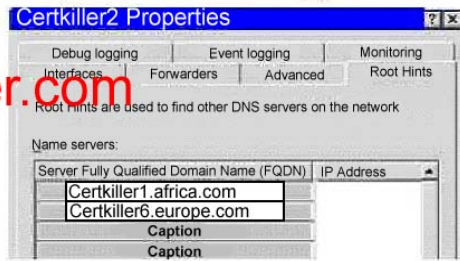 Certkiller2 Properties
? X
Debug logging Event logging Monitoring
Interfaces Forwarders Advanced Root Hints
r.com
Root Hints are used to find other DNS servers on the network
Name servers:
Server Fully Qualified Domain Name (FQDN) IP Address
Certkiller1.africa.com
Certkiller6.europe.com
Caption
Caption